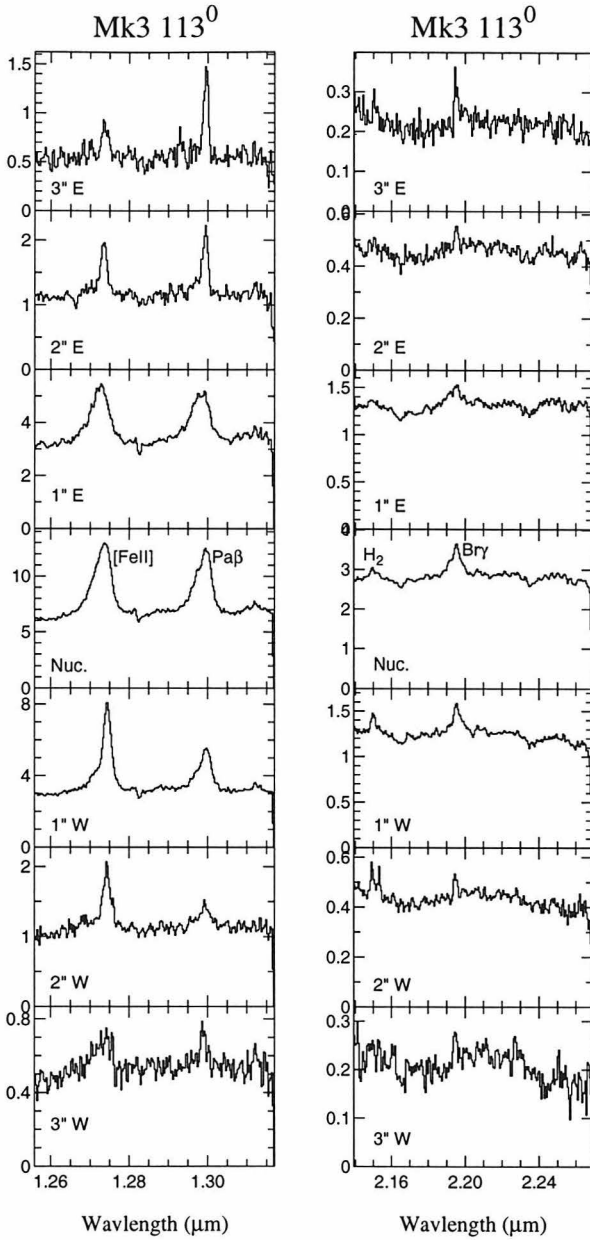 Mk3 113⁰
Mk3 113⁰
1.5
1
0.5
0
3" E
2
1
0
2" E
4
2
0
1" E
[FeII]
Paβ
10
5
0
Nuc.
8
4
0
1" W
2
1
0
2" W
0.8
0.4
0
3" W
1.26
1.28
1.30
Wavlength (μm)
0.3
0.2
0.1
0
3" E
0.6
0.4
0.2
0
2" E
1.5
1
0.5
0
1" E
H₂
Brγ
3
2
1
0
Nuc.
1.5
1
0.5
0
1" W
0.6
0.4
0.2
0
2" W
0.3
0.2
0.1
0
3" W
2.16
2.20
2.24
Wavlength (μm)